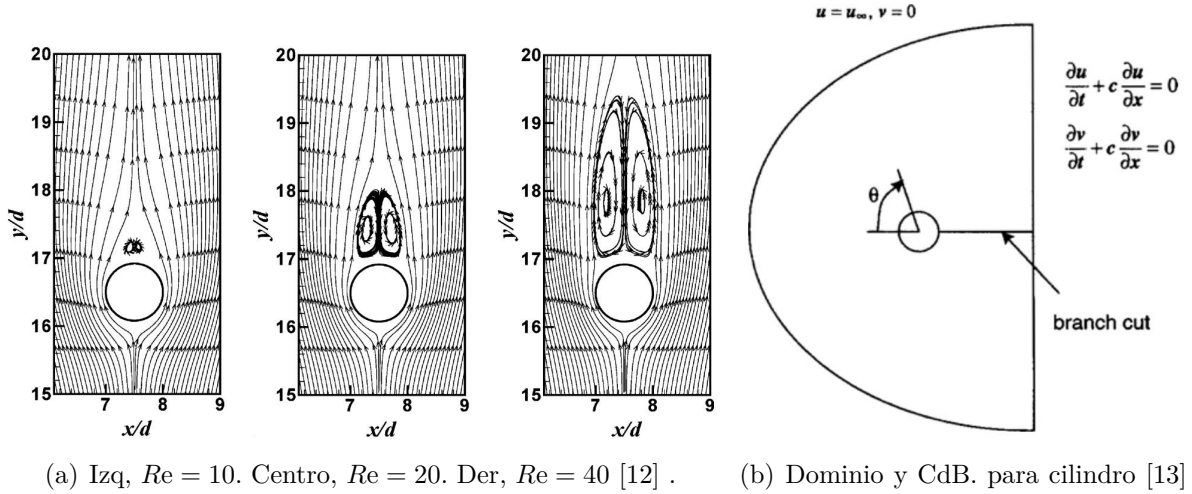 20
19
18
17
16
15
y/d
7
8
9
x/d
20
19
18
17
16
15
y/d
7
8
9
x/d
20
19
18
17
16
15
y/d
7
8
9
x/d
(a) Izq, Re = 10. Centro, Re = 20. Der, Re = 40 [12] .
u = u∞, v = 0
∂u/∂t + c ∂u/∂x = 0
∂v/∂t + c ∂v/∂x = 0
θ
branch cut
(b) Dominio y CdB. para cilindro [13]